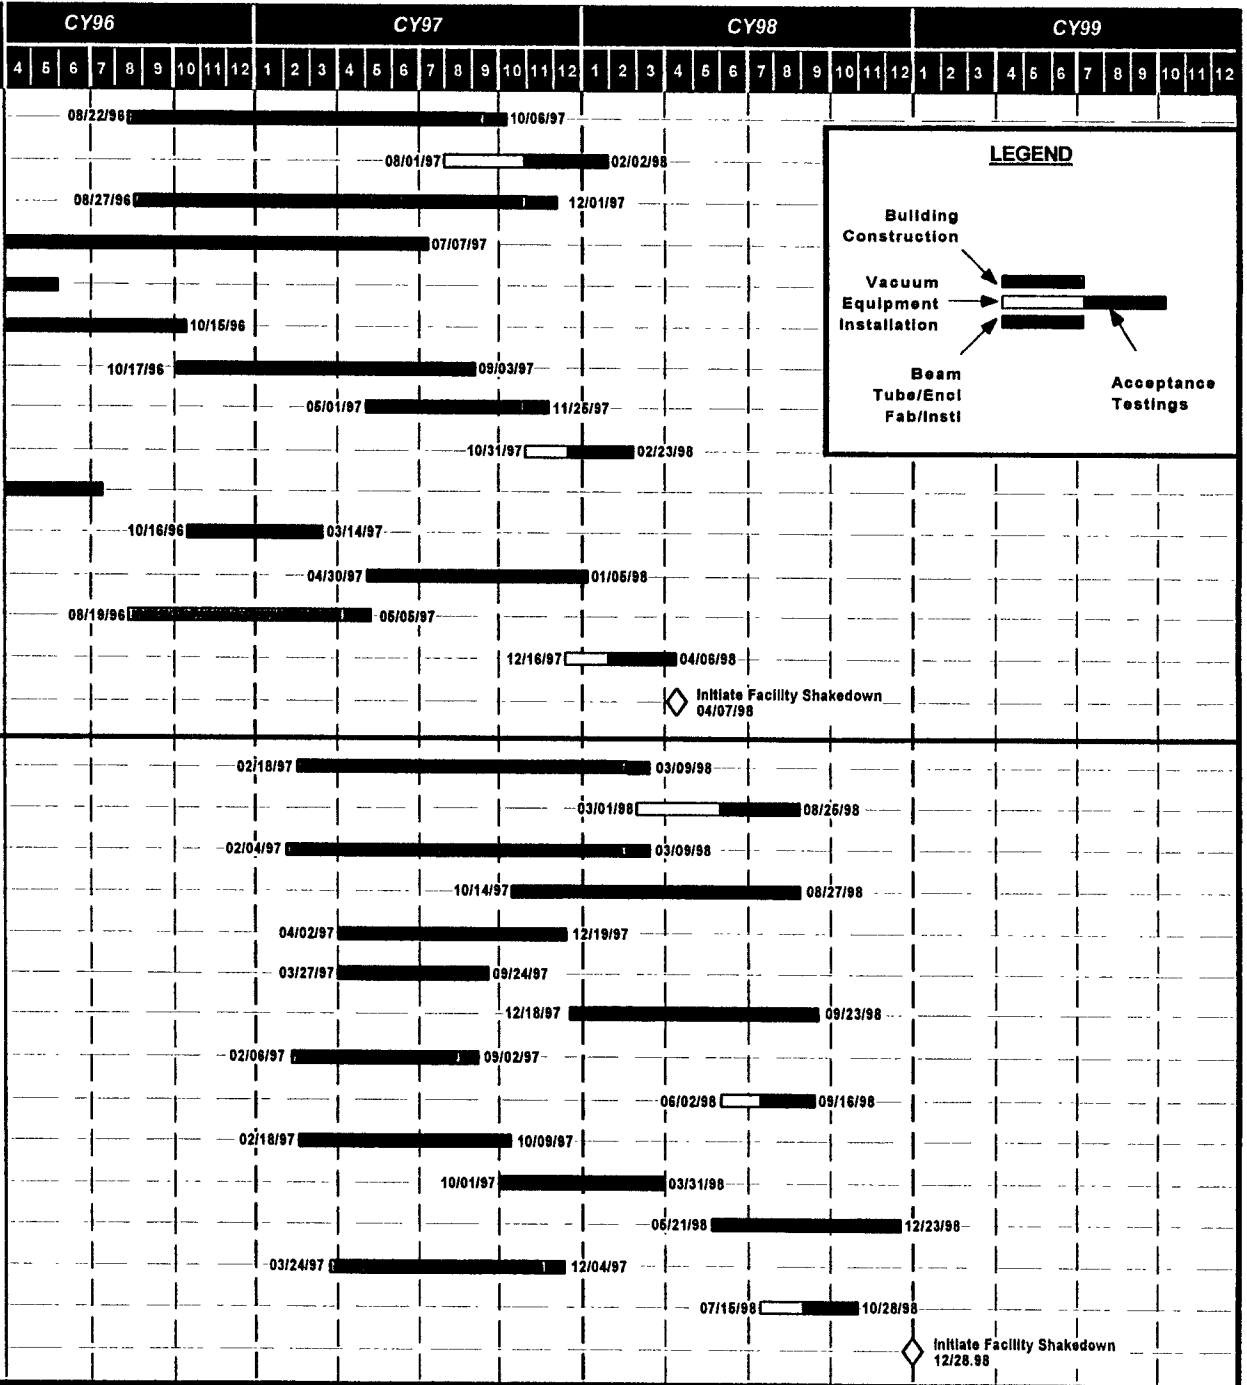 CY96 CY97 CY98 CY99
4 5 6 7 8 9 10 11 12 1 2 3 4 5 6 7 8 9 10 11 12 1 2 3 4 5 6 7 8 9 10 11 12 1 2 3 4 5 6 7 8 9 10 11 12
08/22/96 10/06/97
08/01/97 02/02/98
08/27/96 12/01/97
07/07/97
10/15/96
10/17/96 09/03/97
05/01/97 11/25/97
10/31/97 02/23/98
10/16/96 03/14/97
04/30/97 01/05/98
08/19/96 05/05/97
12/16/97 04/06/98
Initiate Facility Shakedown
04/07/98
LEGEND
Building
Construction
Vacuum
Equipment
Installation
Beam
Tube/Encl
Fab/Instl
Acceptance
Testings
02/18/97 03/09/98
03/01/98 08/25/98
02/04/97 03/09/98
10/14/97 08/27/98
04/02/97 12/19/97
03/27/97 09/24/97
12/18/97 09/23/98
02/06/97 09/02/97
06/02/98 09/16/98
02/18/97 10/09/97
10/01/97 03/31/98
05/21/98 12/23/98
03/24/97 12/04/97
07/15/98 10/28/98
Initiate Facility Shakedown
12/28.98